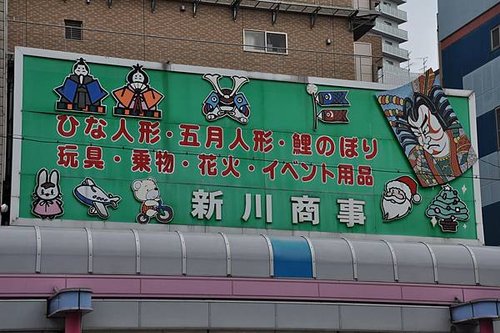 ひな人形・五月人形・鯉のぼり
玩具・乗物・花火・イベント用品
新川商事